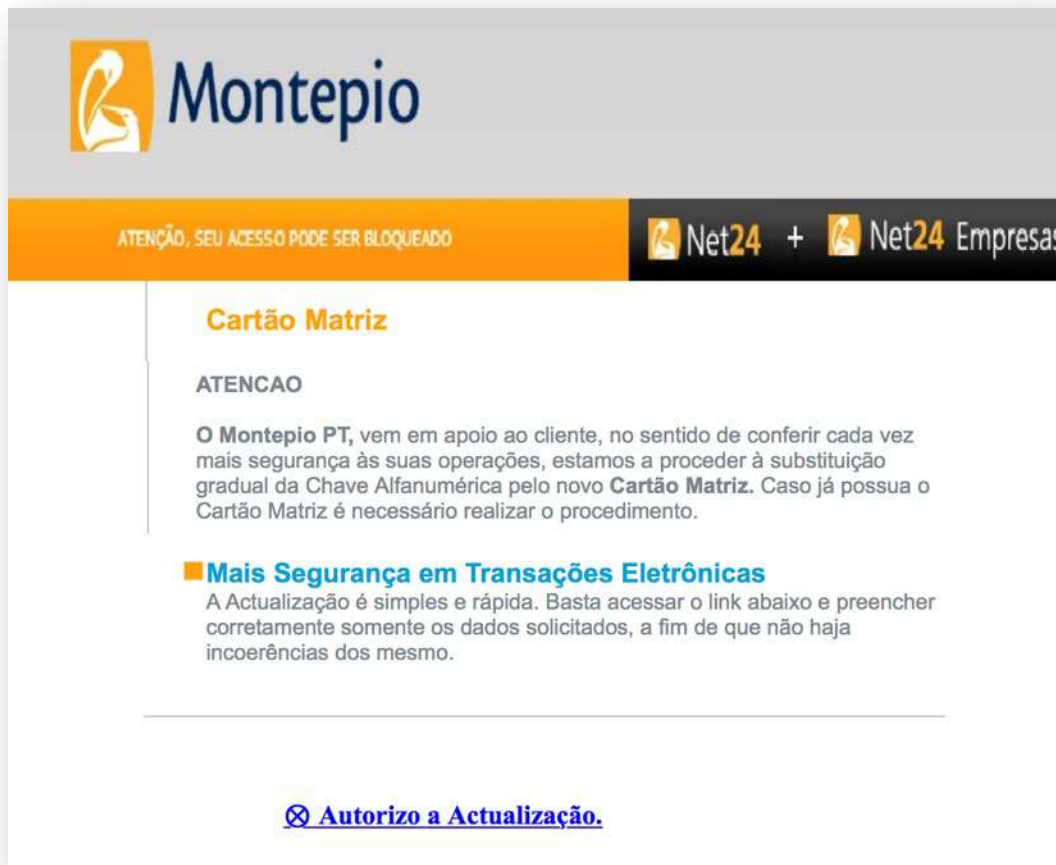 Montepio
ATENÇÃO, SEU ACESSO PODE SER BLOQUEADO
Net24 + Net24 Empresas
Cartão Matriz
ATENCAO
O Montepio PT, vem em apoio ao cliente, no sentido de conferir cada vez
mais segurança às suas operações, estamos a proceder à substituição
gradual da Chave Alfanumérica pelo novo Cartão Matriz. Caso já possua o
Cartão Matriz é necessário realizar o procedimento.
Mais Segurança em Transações Eletrônicas
A Actualização é simples e rápida. Basta acessar o link abaixo e preencher
corretamente somente os dados solicitados, a fim de que não haja
incoerências dos mesmo.
⊗ Autorizo a Actualização.